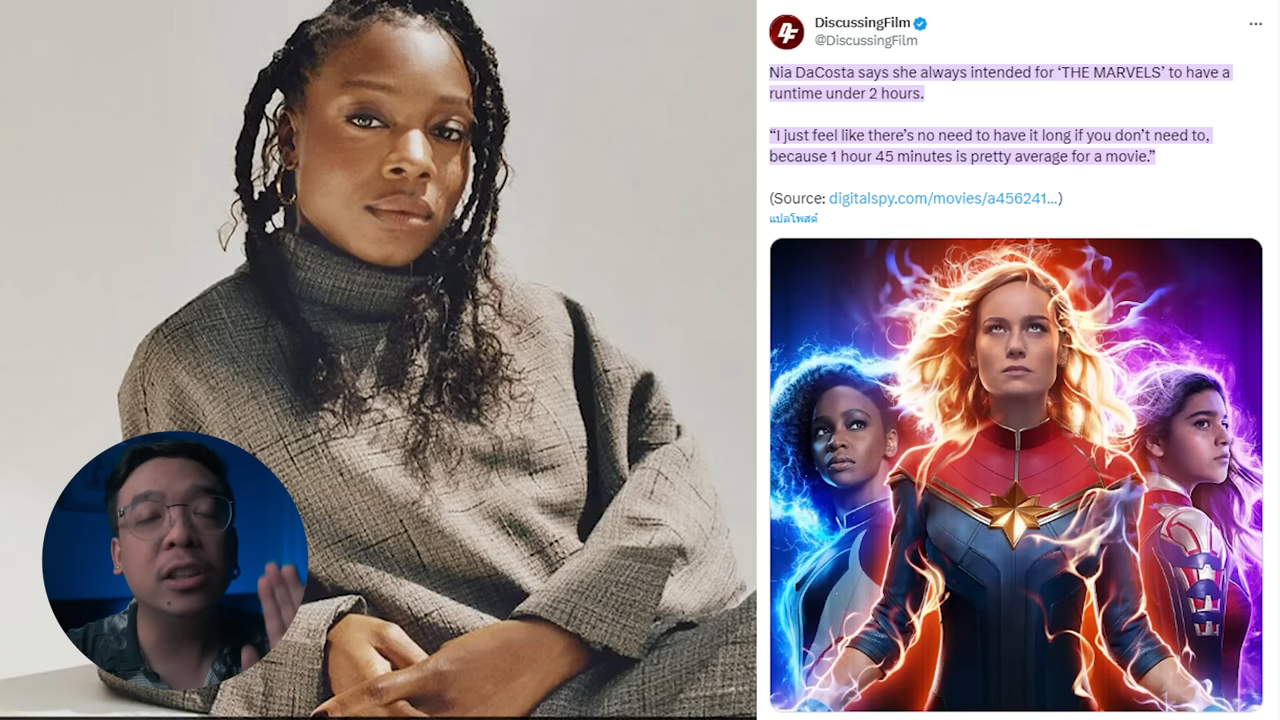 DiscussingFilm
@DiscussingFilm
Nia DaCosta says she always intended for ‘THE MARVELS’ to have a
runtime under 2 hours.
“I just feel like there’s no need to have it long if you don’t need to,
because 1 hour 45 minutes is pretty average for a movie.”
(Source: digitalspy.com/movies/a456241…)
แปลโพสต์